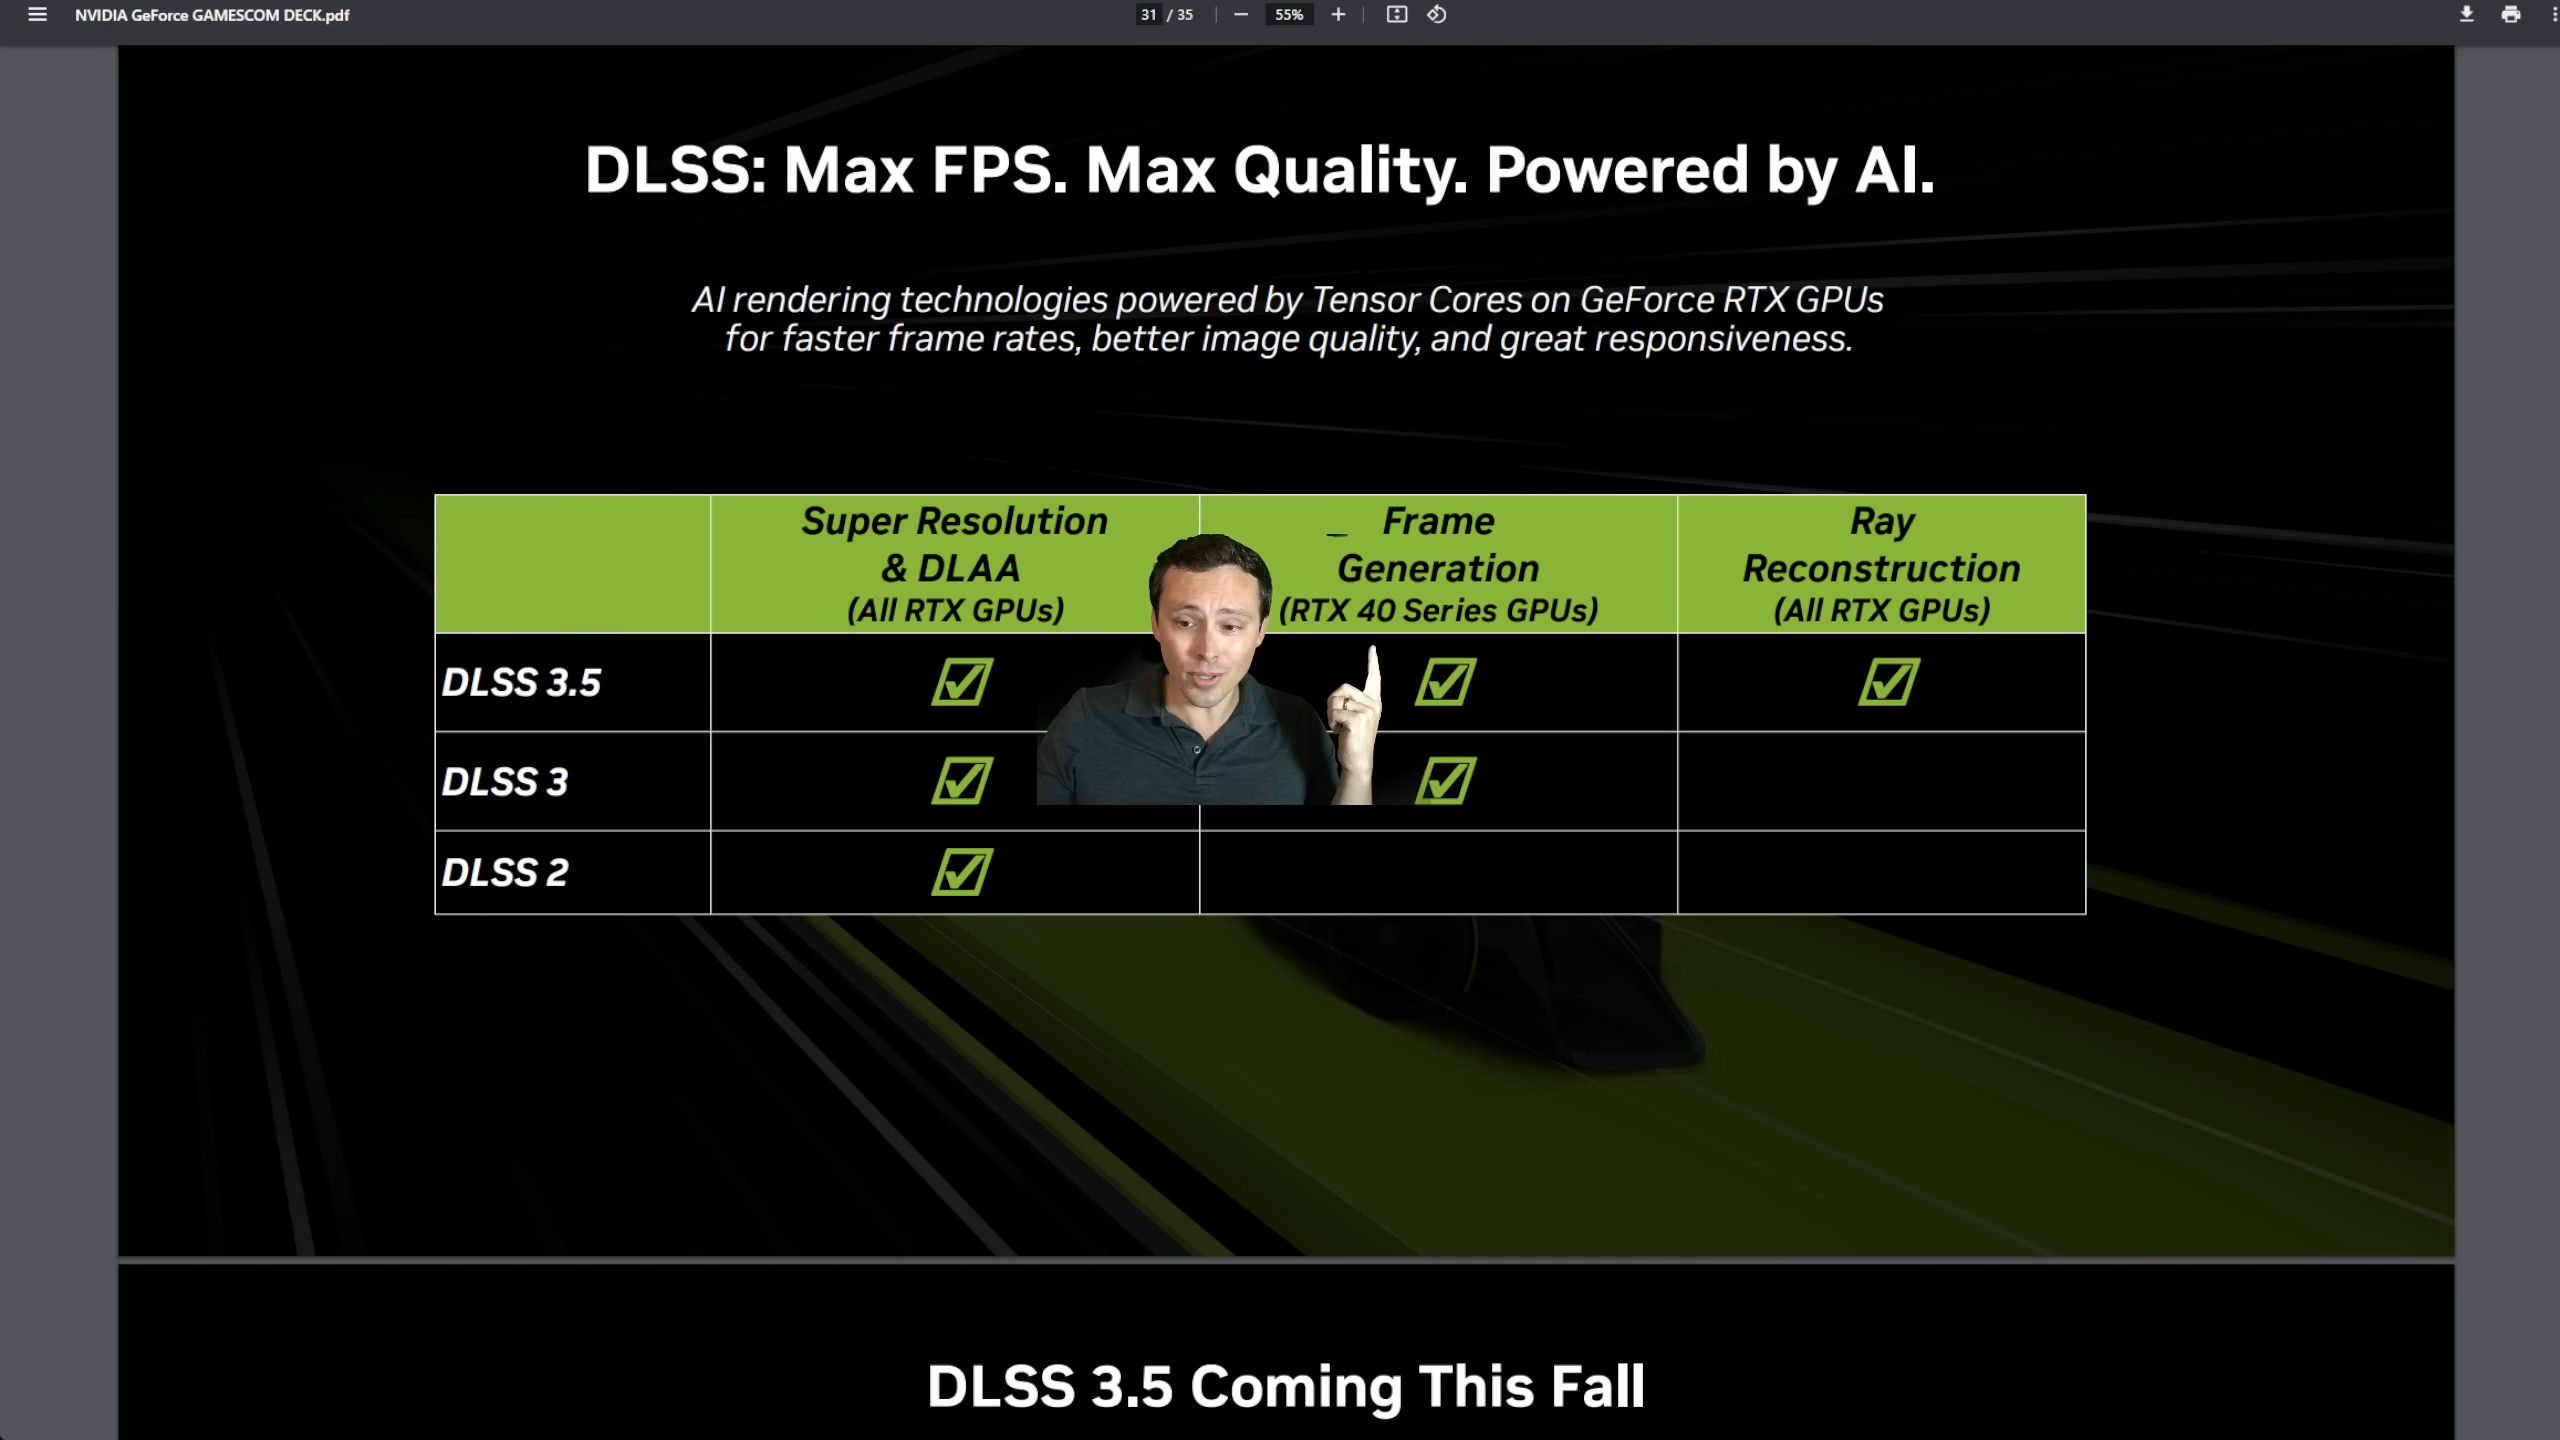 NVIDIA GeForce GAMESCOM DECK.pdf
31 / 35
55%
DLSS: Max FPS. Max Quality. Powered by AI.
AI rendering technologies powered by Tensor Cores on GeForce RTX GPUs
for faster frame rates, better image quality, and great responsiveness.
Super Resolution
& DLAA
(All RTX GPUs)
Frame
Generation
(RTX 40 Series GPUs)
Ray
Reconstruction
(All RTX GPUs)
DLSS 3.5
DLSS 3
DLSS 2
DLSS 3.5 Coming This Fall